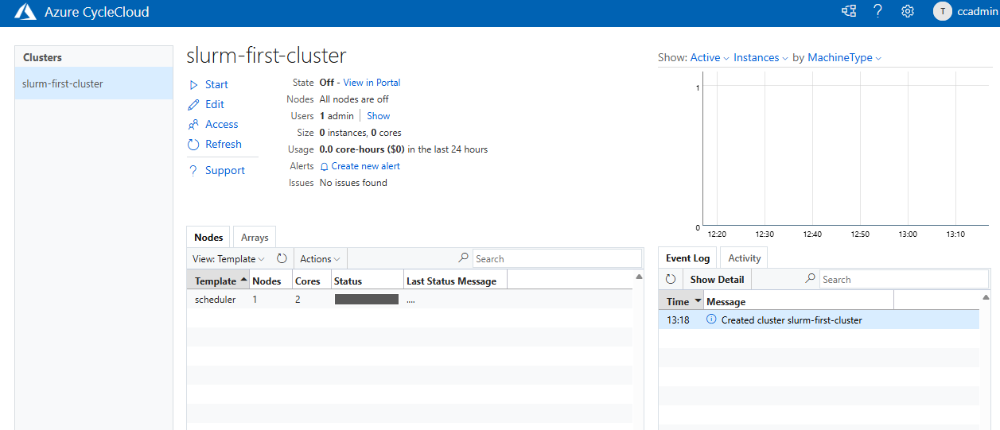 Azure CycleCloud
? T ccadmin
Clusters
slurm-first-cluster
slurm-first-cluster
Start
Edit
Access
Refresh
? Support
State Off - View in Portal
Nodes All nodes are off
Users 1 admin Show
Size 0 instances, 0 cores
Usage 0.0 core-hours ($0) in the last 24 hours
Alerts Create new alert
Issues No issues found
Show: Active Instances by MachineType
1
0
12:20 12:30 12:40 12:50 13:00 13:10
Nodes Arrays
View: Template Actions Search
Template Nodes Cores Status Last Status Message
scheduler 1 2 ....
Event Log Activity
Show Detail Search
Time Message
13:18 Created cluster slurm-first-cluster